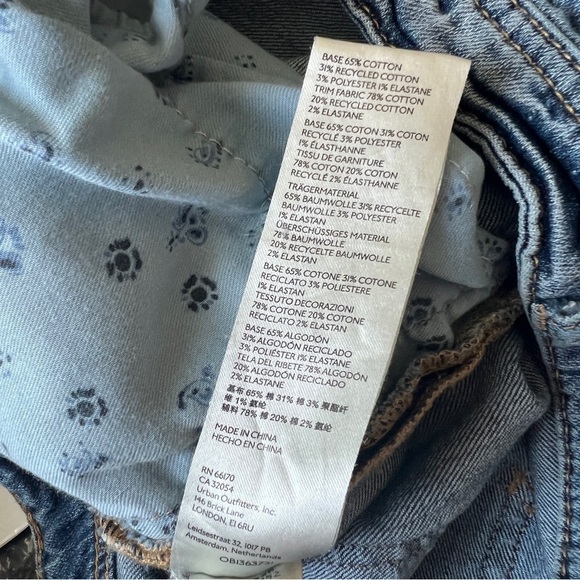 BASE 65% COTTON
31% RECYCLED COTTON
3% POLYESTER 1% ELASTANE
TRIM FABRIC 78% COTTON
20% RECYCLED COTTON
2% ELASTANE
BASE 65% COTON 31% COTON
RECYCLÉ 3% POLYESTER
1% ÉLASTHANNE
TISSU DE GARNITURE
78% COTON 20% COTON
RECYCLÉ 2% ÉLASTHANNE
TRÄGERMATERIAL
65% BAUMWOLLE 31% RECYCELTE
BAUMWOLLE 3% POLYESTER
1% ELASTAN
ÜBERSCHÜSSIGES MATERIAL
78% BAUMWOLLE
20% RECYCELTE BAUMWOLLE
2% ELASTAN
BASE 65% COTONE 31% COTONE
RICICLATO 3% POLIESTERE
1% ELASTAN
TESSUTO DECORAZIONI
78% COTONE 20% COTONE
RICICLATO 2% ELASTAN
BASE 65% ALGODÓN
31% ALGODÓN RECICLADO
3% POLIÉSTER 1% ELASTANE
TELA DEL RIBETE 78% ALGODÓN
20% ALGODÓN RECICLADO
2% ELASTANE
基布 65% 棉 31% 棉 3% 聚酯纤
维 1% 氨纶
辅料 78% 棉 20% 棉 2% 氨纶
MADE IN CHINA
HECHO EN CHINA
RN 66170
CA 32054
Urban Outfitters, Inc.
146 Brick Lane
LONDON, E1 6RU
Leidsestraat 32, 1017 PB
Amsterdam, Netherlands